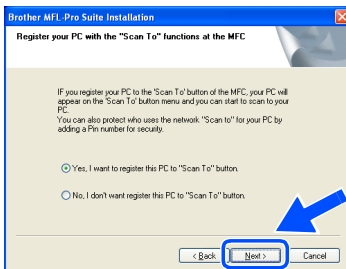 Brother MFL-Pro Suite Installation
Register your PC with the "Scan To" functions at the MFC
IF you register your PC to the 'Scan To' button of the MFC, your PC will
appear on the 'Scan To' button menu and you can start to scan to your
PC.
You can also protect who uses the network "Scan to" for your PC by
adding a Pin number for security.
Yes, I want to register this PC to "Scan To" button.
No, I don't want register this PC to "Scan To" button.
< Back
Next >
Cancel